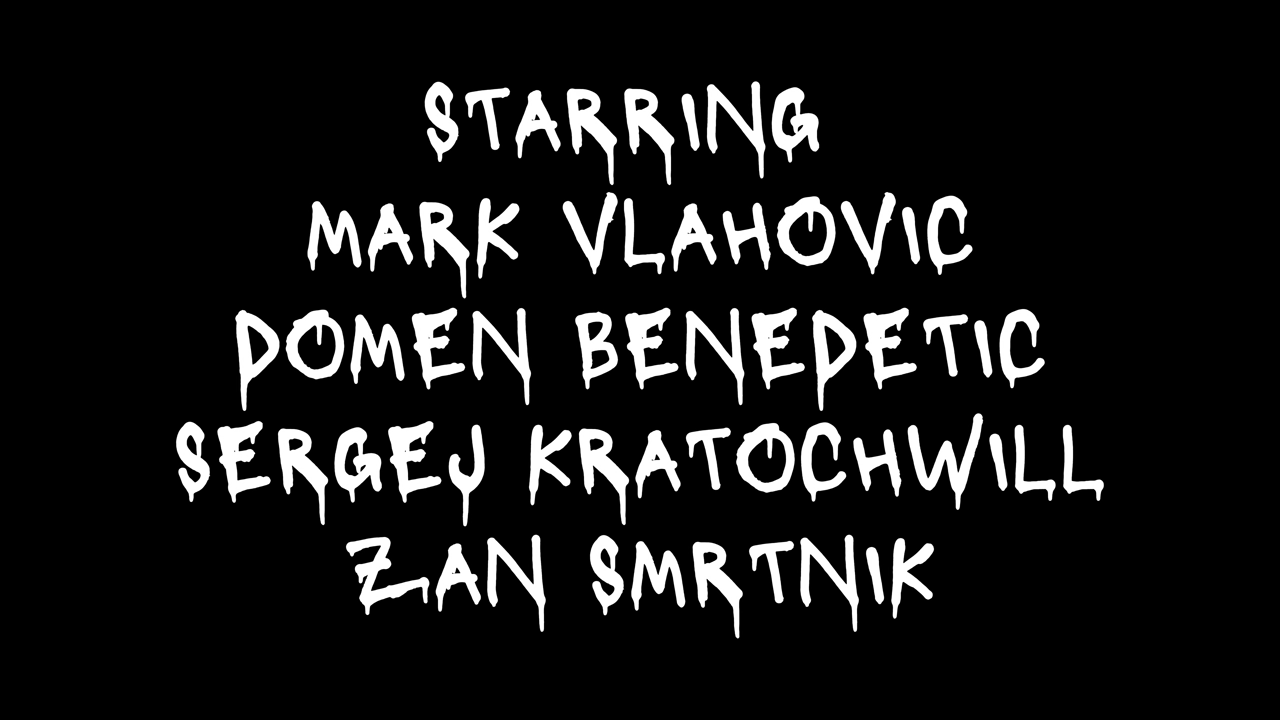 STARRING
MARK VLAHOVIC
DOMEN BENEDETIC
SERGEJ KRATOCHWILL
ZAN SMRTNIK